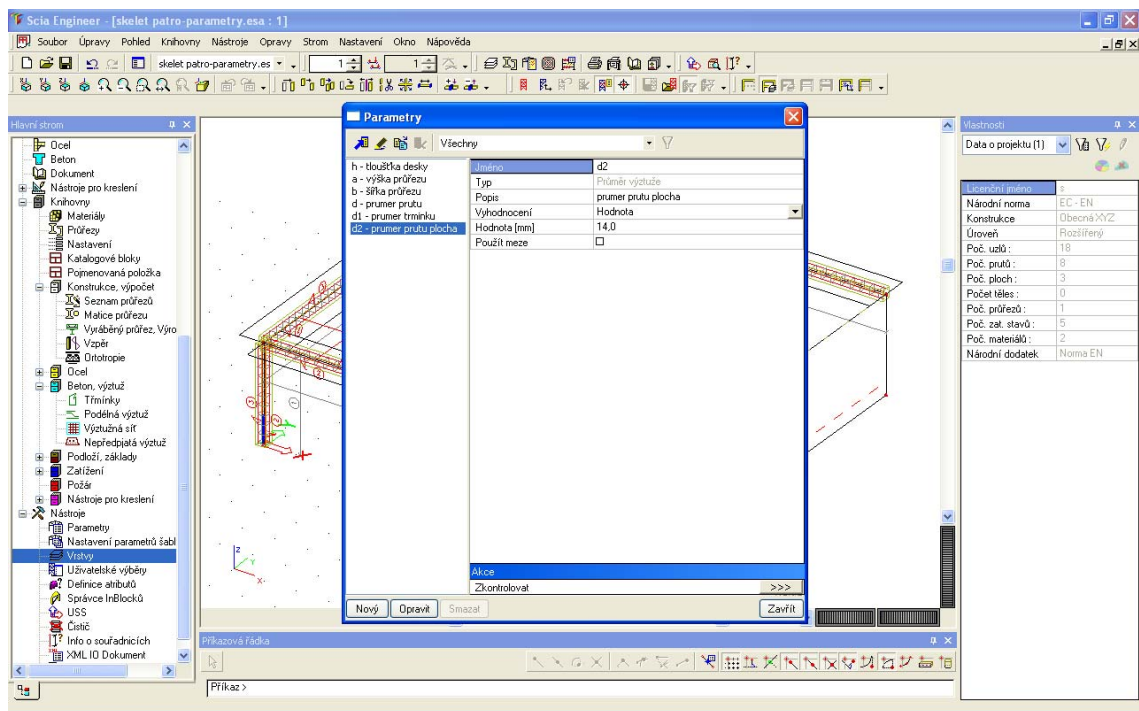 Scia Engineer - [skelet patro-parametry.esa : 1]
Soubor Úpravy Pohled Knihovny Nástroje Opravy Strom Nastavení Okno Nápověda
skelet patro-parametry.es
1
1
Hlavní strom
Ocel
Beton
Dokument
Nástroje pro kreslení
Knihovny
Materiály
Průřezy
Nastavení
Katalogové bloky
Pojmenovaná položka
Konstrukce, výpočet
Seznam průřezů
Matice průřezu
Vyráběný průřez, Výro
Vzpěr
Ortotropie
Ocel
Beton, výztuž
Třmínky
Podélná výztuž
Výztužná síť
Nepředpjatá výztuž
Podloží, základy
Zatížení
Požár
Nástroje pro kreslení
Nástroje
Parametry
Nastavení parametrů šabl
Vrstvy
Uživatelské výběry
Definice atributů
Správce InBlocků
USS
Čistič
Info o souřadnicích
XML IO Dokument
Parametry
Všechny
h - tloušťka desky
a - výška průřezu
b - šířka průřezu
d - prumer prutu
d1 - prumer trminku
d2 - prumer prutu plocha
Jméno d2
Typ Průměr výztuže
Popis prumer prutu plocha
Vyhodnocení Hodnota
Hodnota [mm] 14,0
Použít meze
Akce
Zkontrolovat >>>
Nový Opravit Smazat Zavřít
z
y
x
Příkazová řádka
Příkaz >
Vlastnosti
Data o projektu (1)
Licenční jméno s
Národní norma EC - EN
Konstrukce Obecná XYZ
Úroveň Rozšířený
Poč. uzlů : 18
Poč. prutů : 8
Poč. ploch : 3
Počet těles : 0
Poč. průřezů : 1
Poč. zat. stavů : 5
Poč. materiálů : 2
Národní dodatek Norma EN